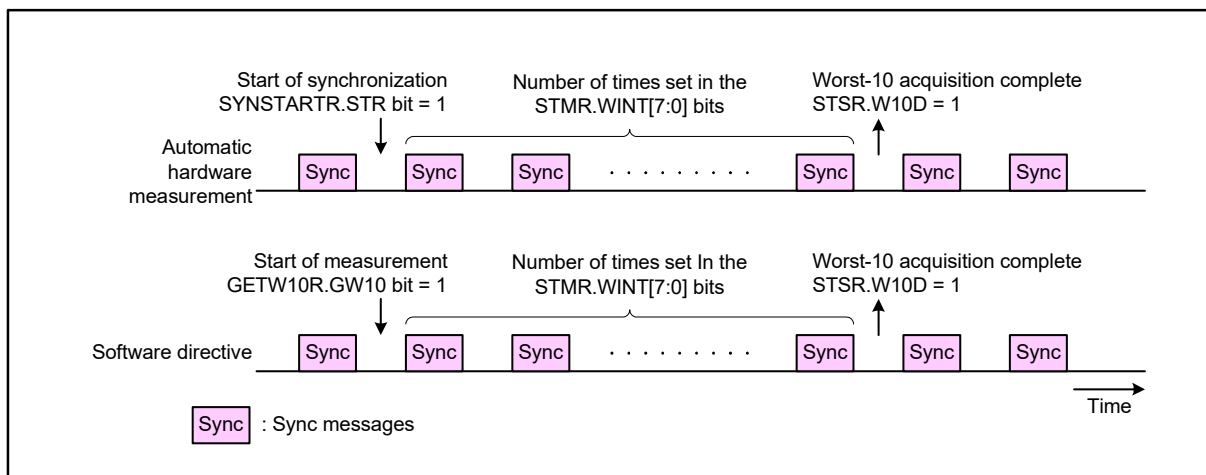 Start of synchronization
SYNSTARTR.STR bit = 1
Number of times set in the
STMR.WINT[7:0] bits
Worst-10 acquisition complete
STSR.W10D = 1
Automatic
hardware
measurement
Sync Sync Sync . . . . . . . . . Sync Sync Sync
Start of measurement
GETW10R.GW10 bit = 1
Number of times set In the
STMR.WINT[7:0] bits
Worst-10 acquisition complete
STSR.W10D = 1
Software directive
Sync Sync Sync . . . . . . . . . Sync Sync Sync
Time
Sync : Sync messages